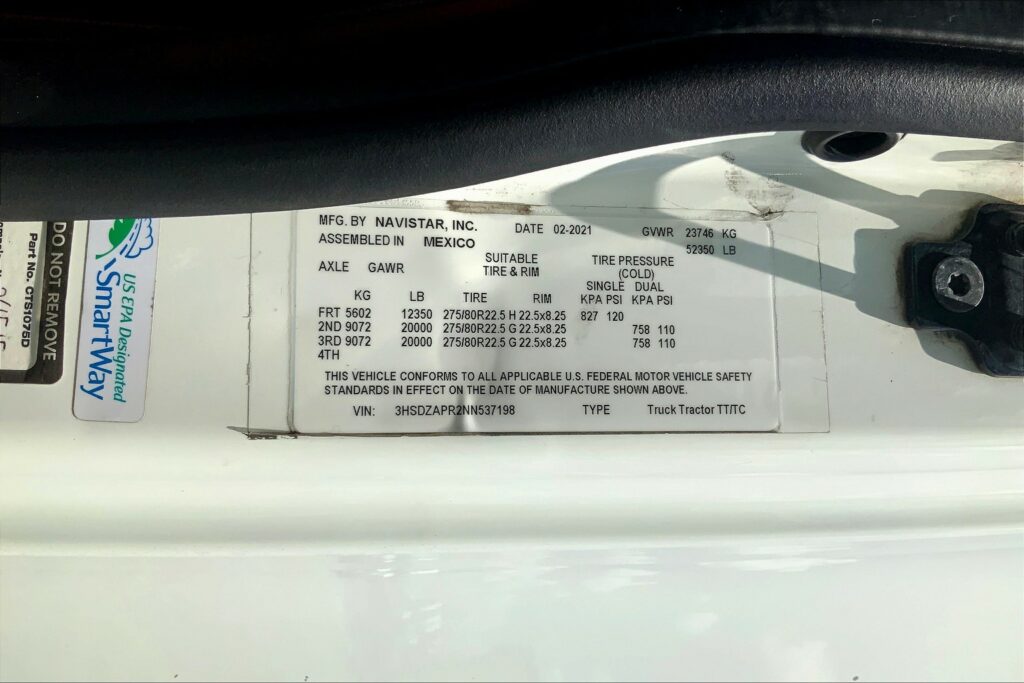 DO NOT REMOVE
Part No. CTS1075D
US EPA Designated
SmartWay
MFG. BY NAVISTAR, INC. DATE 02-2021 GVWR 23746 KG
ASSEMBLED IN MEXICO 52350 LB
SUITABLE TIRE PRESSURE
AXLE GAWR TIRE & RIM (COLD)
SINGLE DUAL
KG LB TIRE RIM KPA PSI KPA PSI
FRT 5602 12350 275/80R22.5 H 22.5x8.25 827 120
2ND 9072 20000 275/80R22.5 G 22.5x8.25 758 110
3RD 9072 20000 275/80R22.5 G 22.5x8.25 758 110
4TH
THIS VEHICLE CONFORMS TO ALL APPLICABLE U.S. FEDERAL MOTOR VEHICLE SAFETY
STANDARDS IN EFFECT ON THE DATE OF MANUFACTURE SHOWN ABOVE.
VIN: 3HSDZAPR2NN537198 TYPE Truck Tractor TT/TC